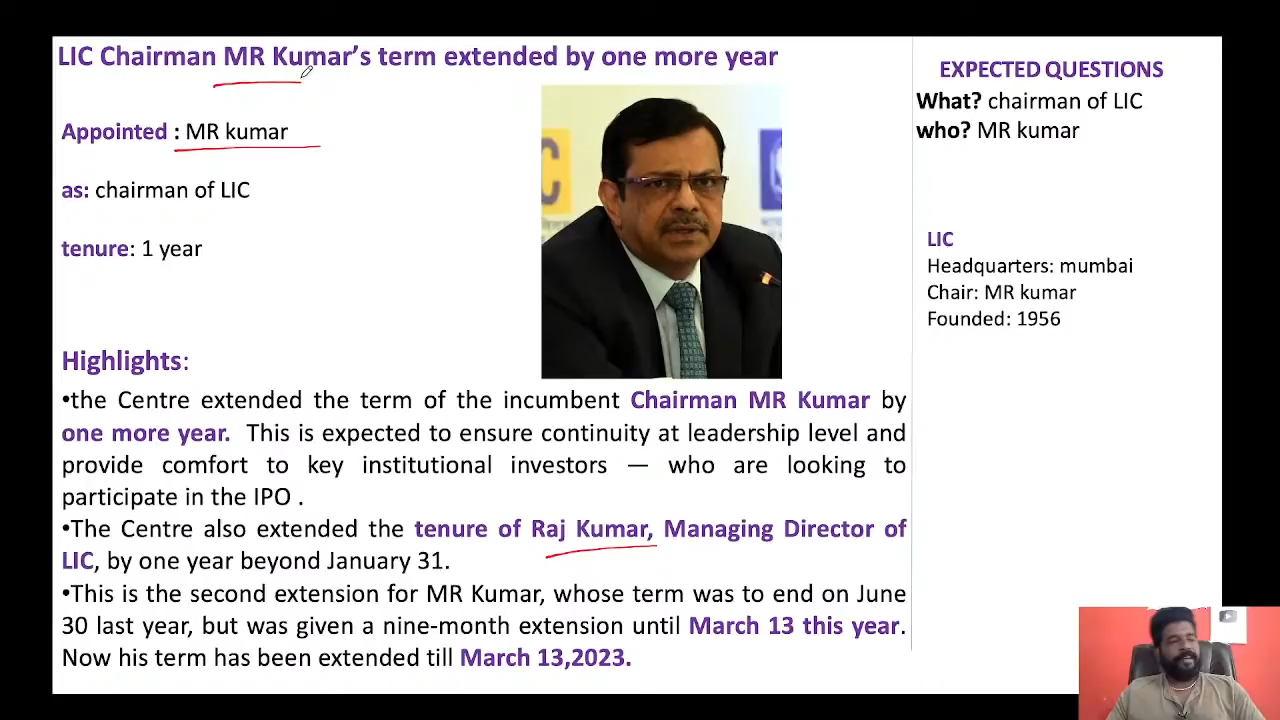 LIC Chairman MR Kumar's term extended by one more year
Appointed : MR kumar
as: chairman of LIC
tenure: 1 year
Highlights:
•the Centre extended the term of the incumbent Chairman MR Kumar by
one more year. This is expected to ensure continuity at leadership level and
provide comfort to key institutional investors — who are looking to
participate in the IPO .
•The Centre also extended the tenure of Raj Kumar, Managing Director of
LIC, by one year beyond January 31.
•This is the second extension for MR Kumar, whose term was to end on June
30 last year, but was given a nine-month extension until March 13 this year.
Now his term has been extended till March 13,2023.
EXPECTED QUESTIONS
What? chairman of LIC
who? MR kumar
LIC
Headquarters: mumbai
Chair: MR kumar
Founded: 1956